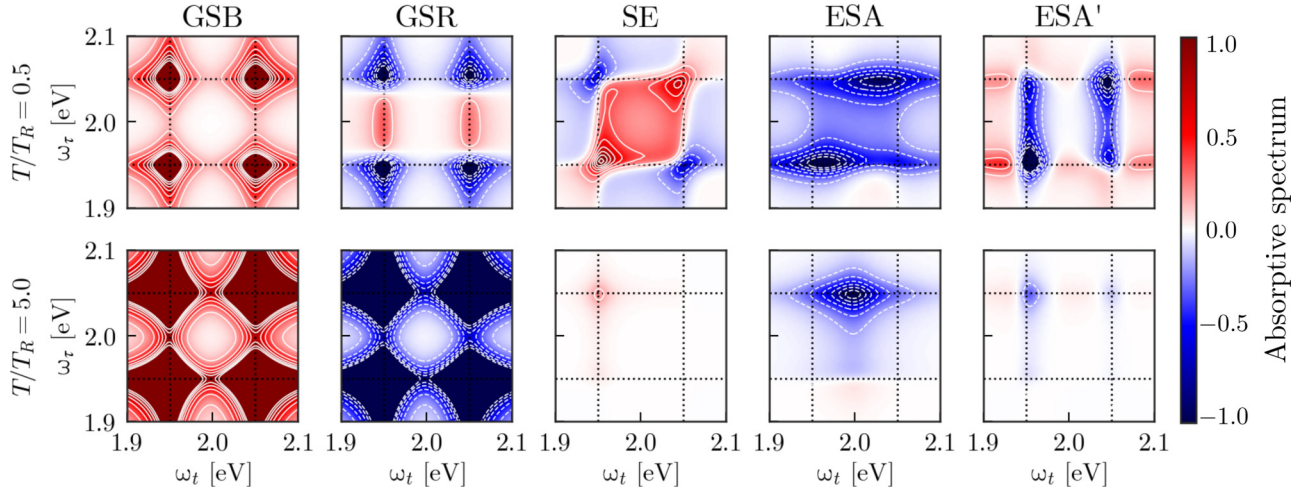 GSB GSR SE ESA ESA'
T/T_R = 0.5
ω_τ [eV]
2.1
2.0
1.9
T/T_R = 5.0
ω_τ [eV]
2.1
2.0
1.9
1.9 2.0 2.1 1.9 2.0 2.1 1.9 2.0 2.1 1.9 2.0 2.1 1.9 2.0 2.1
ω_t [eV] ω_t [eV] ω_t [eV] ω_t [eV] ω_t [eV]
1.0
0.5
0.0
−0.5
−1.0
Absorptive spectrum